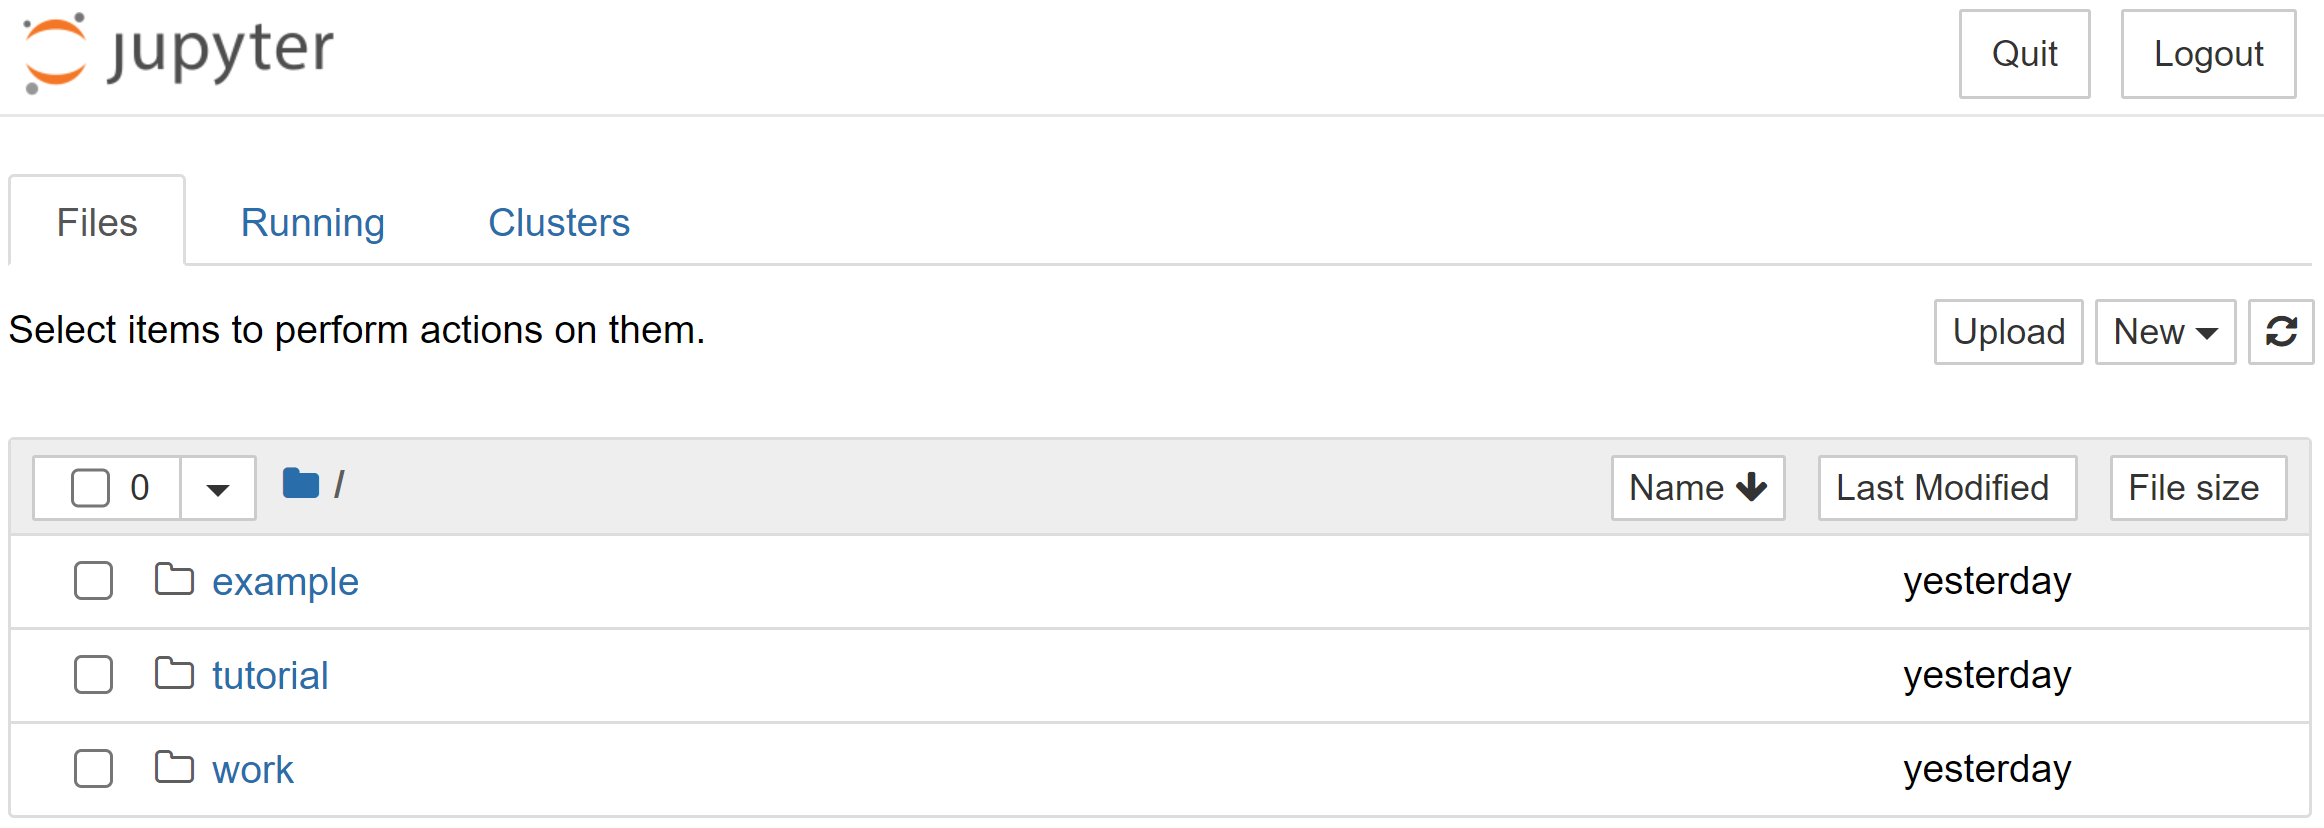 jupyter
Quit Logout
Files Running Clusters
Select items to perform actions on them.
Upload New
0 / Name Last Modified File size
example yesterday
tutorial yesterday
work yesterday